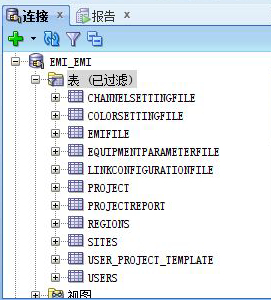 连接 报告
EMI_EMI
表 (已过滤)
CHANNELSETTINGFILE
COLORSETTINGFILE
EMIFILE
EQUIPMENTPARAMETERFILE
LINKCONFIGURATIONFILE
PROJECT
PROJECTREPORT
REGIONS
SITES
USER_PROJECT_TEMPLATE
USERS
视图